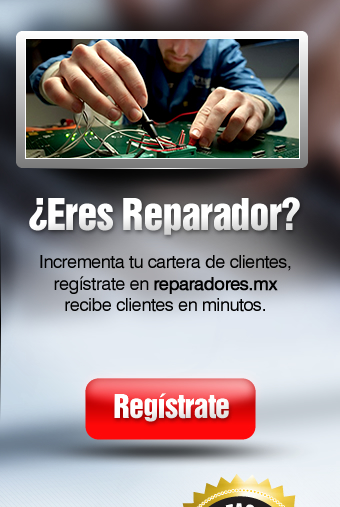 ¿Eres Reparador?
Incrementa tu cartera de clientes,
regístrate en reparadores.mx
recibe clientes en minutos.
Regístrate